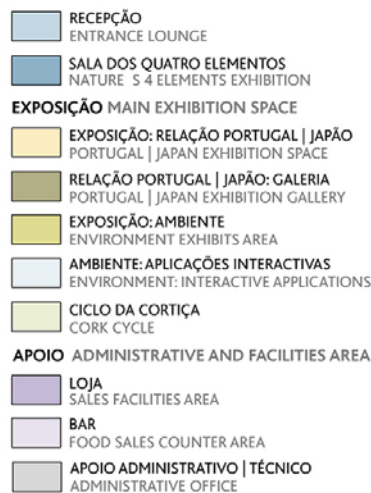 RECEPÇÃO
ENTRANCE LOUNGE
SALA DOS QUATRO ELEMENTOS
NATURE S 4 ELEMENTS EXHIBITION
EXPOSIÇÃO MAIN EXHIBITION SPACE
EXPOSIÇÃO: RELAÇÃO PORTUGAL | JAPÃO
PORTUGAL | JAPAN EXHIBITION SPACE
RELAÇÃO PORTUGAL | JAPÃO: GALERIA
PORTUGAL | JAPAN EXHIBITION GALLERY
EXPOSIÇÃO: AMBIENTE
ENVIRONMENT EXHIBITS AREA
AMBIENTE: APLICAÇÕES INTERACTIVAS
ENVIRONMENT: INTERACTIVE APPLICATIONS
CICLO DA CORTIÇA
CORK CYCLE
APOIO ADMINISTRATIVE AND FACILITIES AREA
LOJA
SALES FACILITIES AREA
BAR
FOOD SALES COUNTER AREA
APOIO ADMINISTRATIVO | TÉCNICO
ADMINISTRATIVE OFFICE